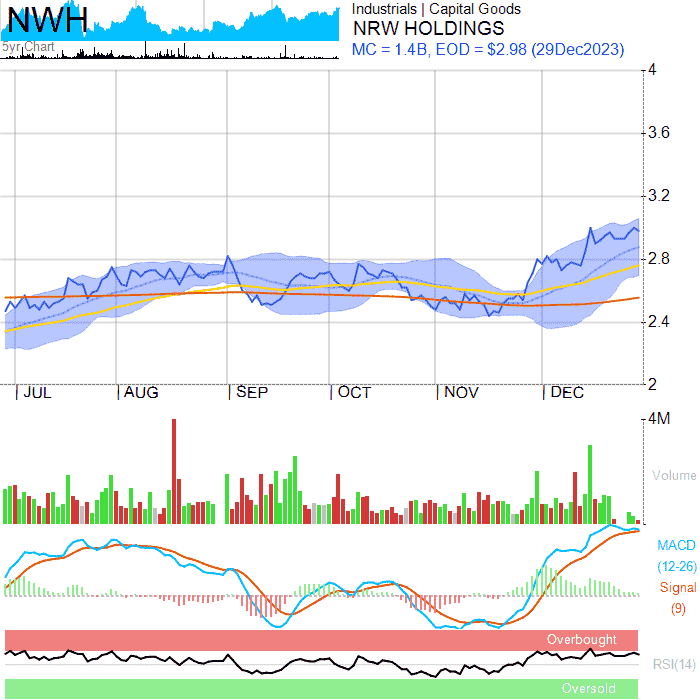 NWH
5yr Chart
Industrials | Capital Goods
NRW HOLDINGS
MC = 1.4B, EOD = $2.98 (29Dec2023)
4
3.6
3.2
2.8
2.4
2
JUL AUG SEP OCT NOV DEC
4M
Volume
MACD
(12-26)
Signal
(9)
Overbought
RSI(14)
Oversold